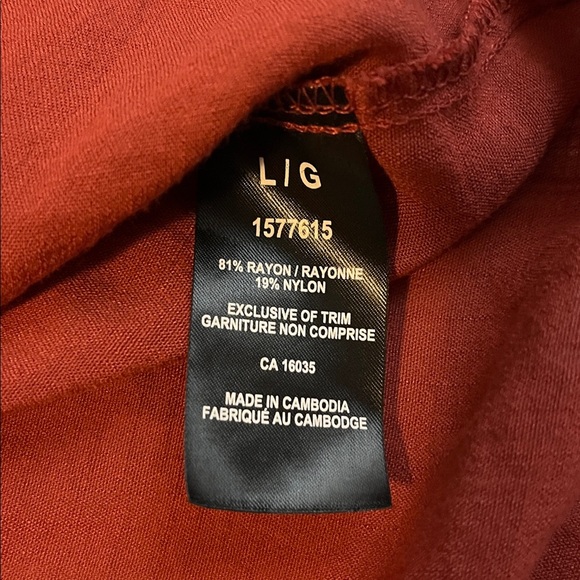 L/G
1577615
81% RAYON / RAYONNE
19% NYLON
EXCLUSIVE OF TRIM
GARNITURE NON COMPRISE
CA 16035
MADE IN CAMBODIA
FABRIQUÉ AU CAMBODGE